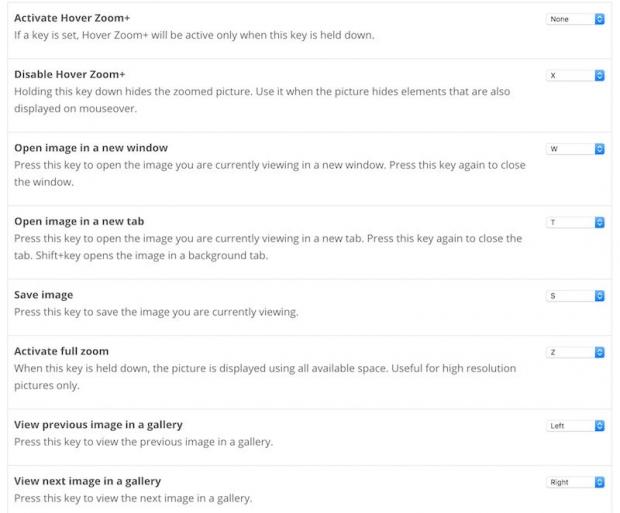 Activate Hover Zoom+
None
If a key is set, Hover Zoom+ will be active only when this key is held down.
Disable Hover Zoom+
X
Holding this key down hides the zoomed picture. Use it when the picture hides elements that are also
displayed on mouseover.
Open image in a new window
W
Press this key to open the image you are currently viewing in a new window. Press this key again to close
the window.
Open image in a new tab
T
Press this key to open the image you are currently viewing in a new tab. Press this key again to close the
tab. Shift+key opens the image in a background tab.
Save image
S
Press this key to save the image you are currently viewing.
Activate full zoom
Z
When this key is held down, the picture is displayed using all available space. Useful for high resolution
pictures only.
View previous image in a gallery
Left
Press this key to view the previous image in a gallery.
View next image in a gallery
Right
Press this key to view the next image in a gallery.